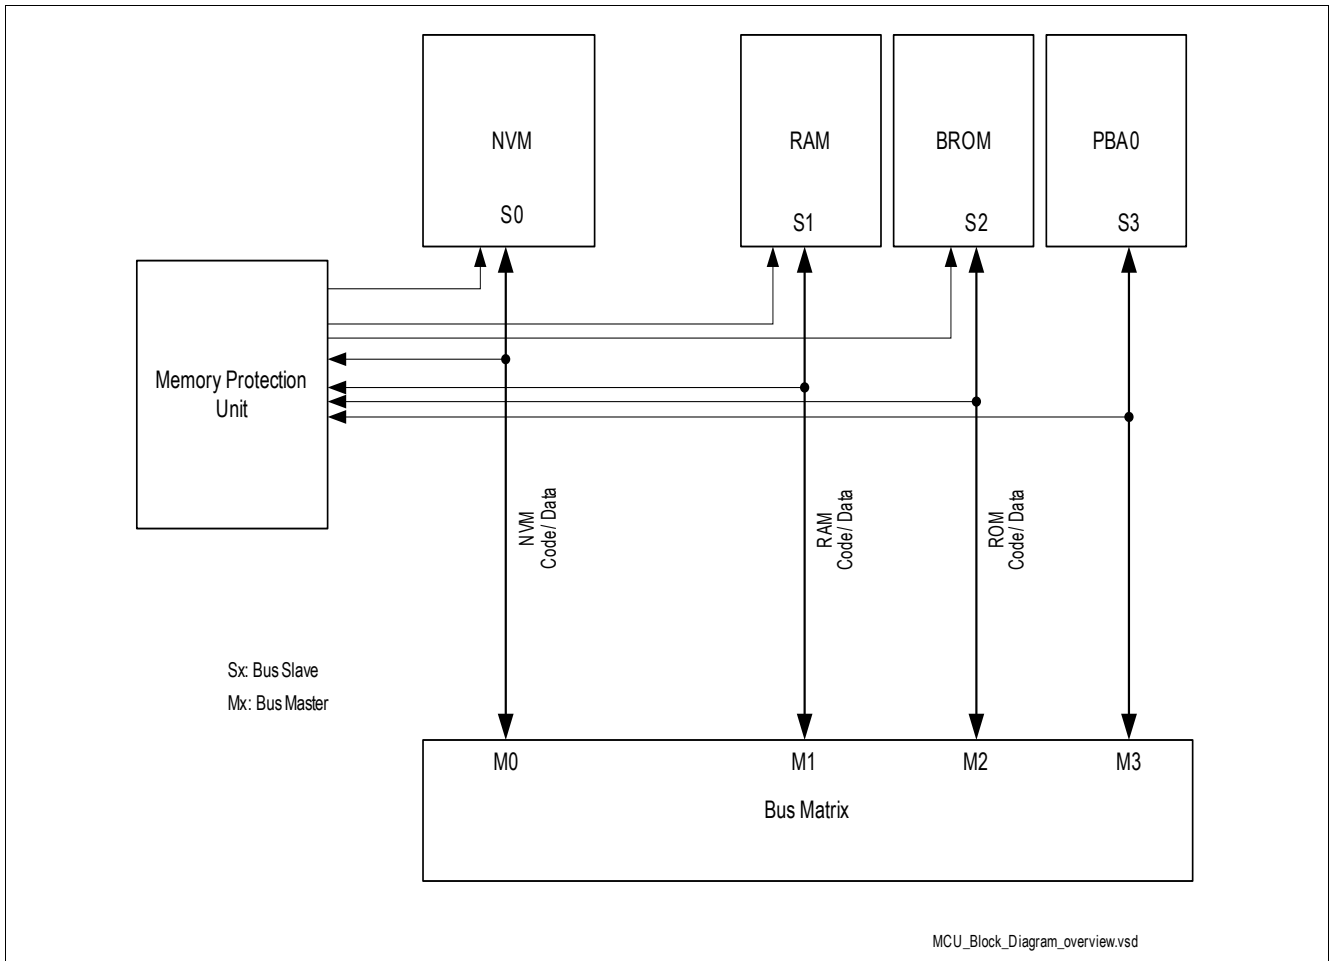 NVM
RAM
BROM
PBA0
S0
S1
S2
S3
Memory Protection
Unit
NVM
Code/ Data
RAM
Code/ Data
ROM
Code/ Data
Sx: Bus Slave
Mx: Bus Master
M0
M1
M2
M3
Bus Matrix
MCU_Block_Diagram_overview.vsd